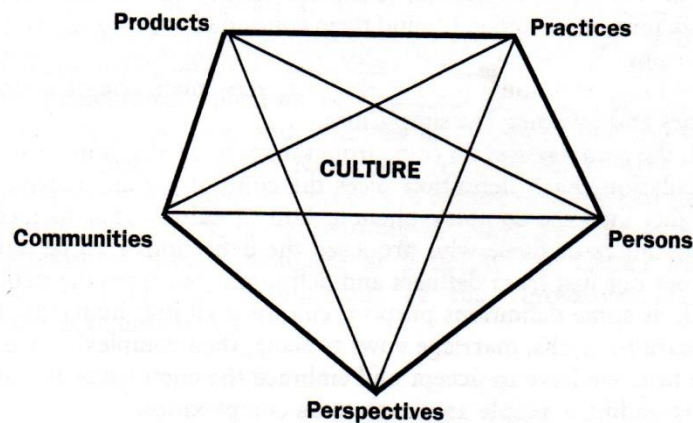 Products
Practices
CULTURE
Communities
Persons
Perspectives